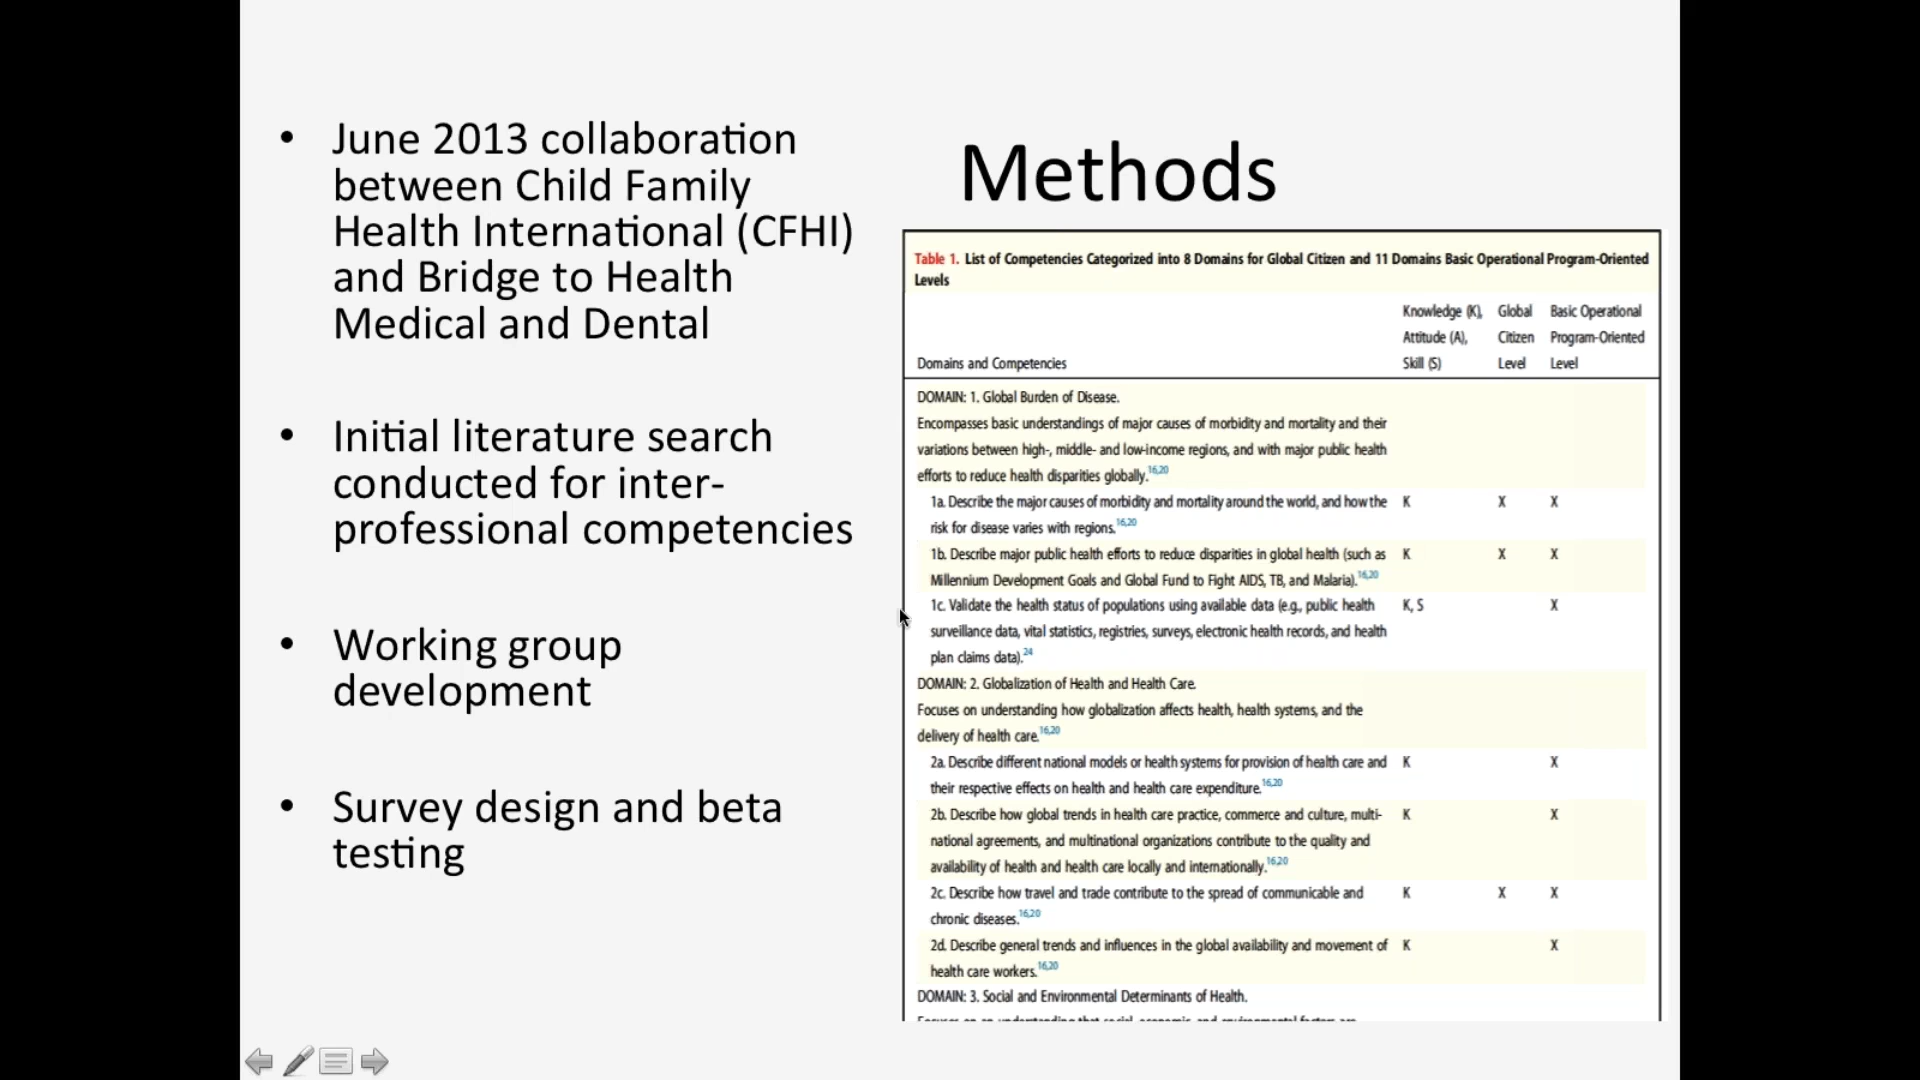 • June 2013 collaboration
between Child Family
Health International (CFHI)
and Bridge to Health
Medical and Dental
• Initial literature search
conducted for inter-
professional competencies
• Working group
development
• Survey design and beta
testing
Methods
Table 1. List of Competencies Categorized into 8 Domains for Global Citizen and 11 Domains Basic Operational Program-Oriented
Levels
Knowledge (K), Global Basic Operational
Attitude (A), Citizen Program-Oriented
Domains and Competencies Skill (S) Level Level
DOMAIN: 1. Global Burden of Disease.
Encompasses basic understandings of major causes of morbidity and mortality and their
variations between high-, middle- and low-income regions, and with major public health
efforts to reduce health disparities globally.16,20
1a. Describe the major causes of morbidity and mortality around the world, and how the K X X
risk for disease varies with regions.16,20
1b. Describe major public health efforts to reduce disparities in global health (such as K X X
Millennium Development Goals and Global Fund to Fight AIDS, TB, and Malaria).16,20
1c. Validate the health status of populations using available data (e.g., public health K, S X
surveillance data, vital statistics, registries, surveys, electronic health records, and health
plan claims data).24
DOMAIN: 2. Globalization of Health and Health Care.
Focuses on understanding how globalization affects health, health systems, and the
delivery of health care.16,20
2a. Describe different national models or health systems for provision of health care and K X
their respective effects on health and health care expenditure.16,20
2b. Describe how global trends in health care practice, commerce and culture, multi- K X
national agreements, and multinational organizations contribute to the quality and
availability of health and health care locally and internationally.16,20
2c. Describe how travel and trade contribute to the spread of communicable and K X X
chronic diseases.16,20
2d. Describe general trends and influences in the global availability and movement of K X
health care workers.16,20
DOMAIN: 3. Social and Environmental Determinants of Health.